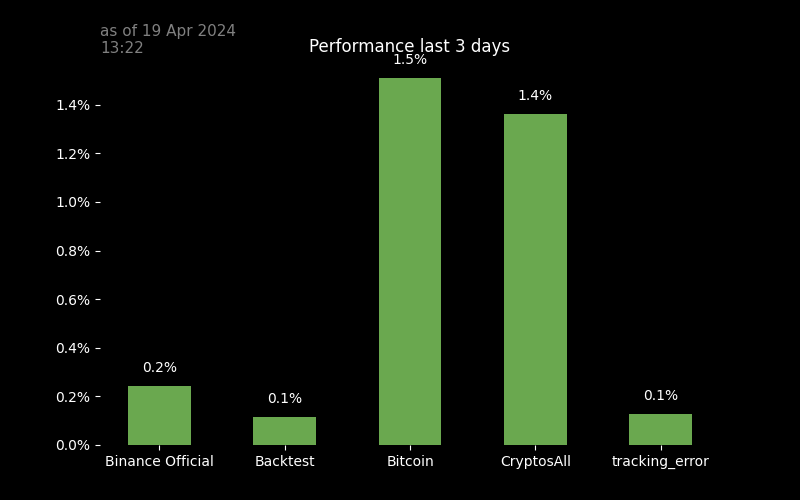 as of 19 Apr 2024
13:22
Performance last 3 days
1.5%
1.4%
1.4%
1.2%
1.0%
0.8%
0.6%
0.4%
0.2%
0.2%
0.1%
0.1%
0.0%
Binance Official
Backtest
Bitcoin
CryptosAll
tracking_error